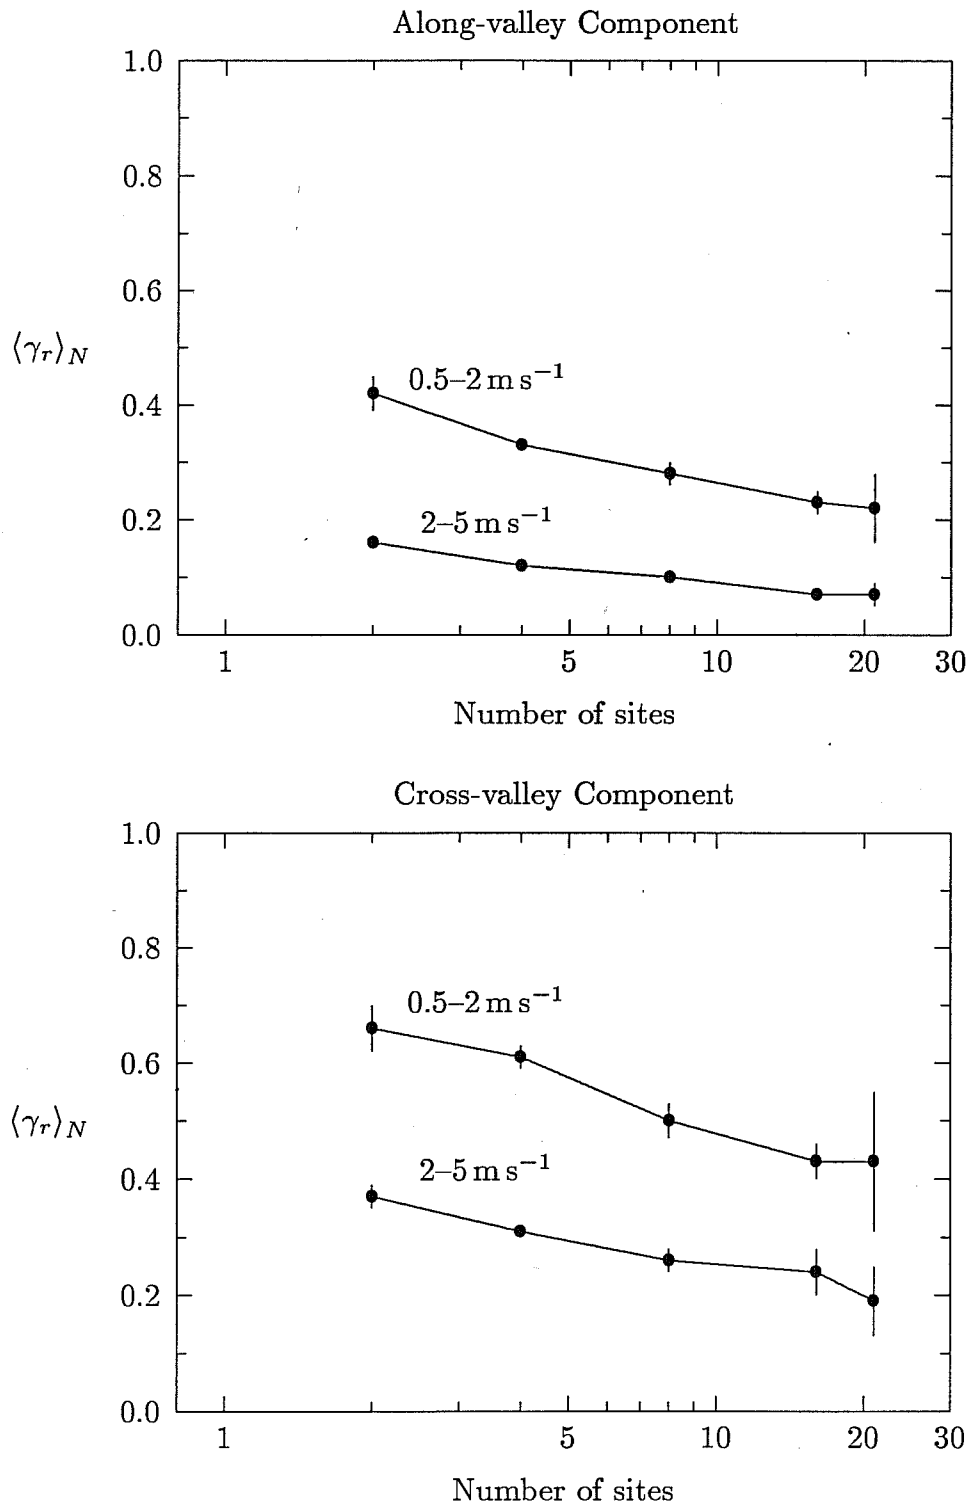 Along-valley Component
1.0
0.8
0.6
⟨γr⟩N
0.5–2 m s−1
0.4
2–5 m s−1
0.2
0.0
1 5 10 20 30
Number of sites
Cross-valley Component
1.0
0.8
0.5–2 m s−1
0.6
⟨γr⟩N
2–5 m s−1
0.4
0.2
0.0
1 5 10 20 30
Number of sites